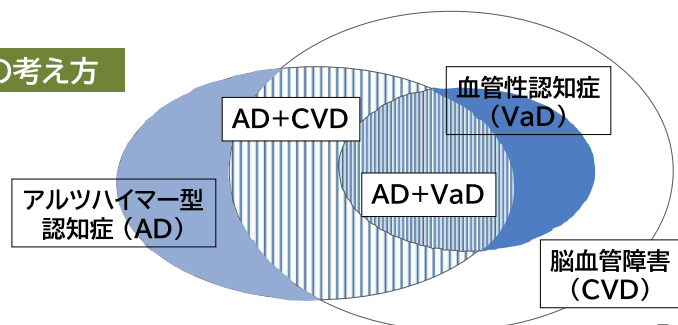 の考え方
血管性認知症
（VaD）
AD+CVD
AD+VaD
アルツハイマー型
認知症（AD）
脳血管障害
（CVD）